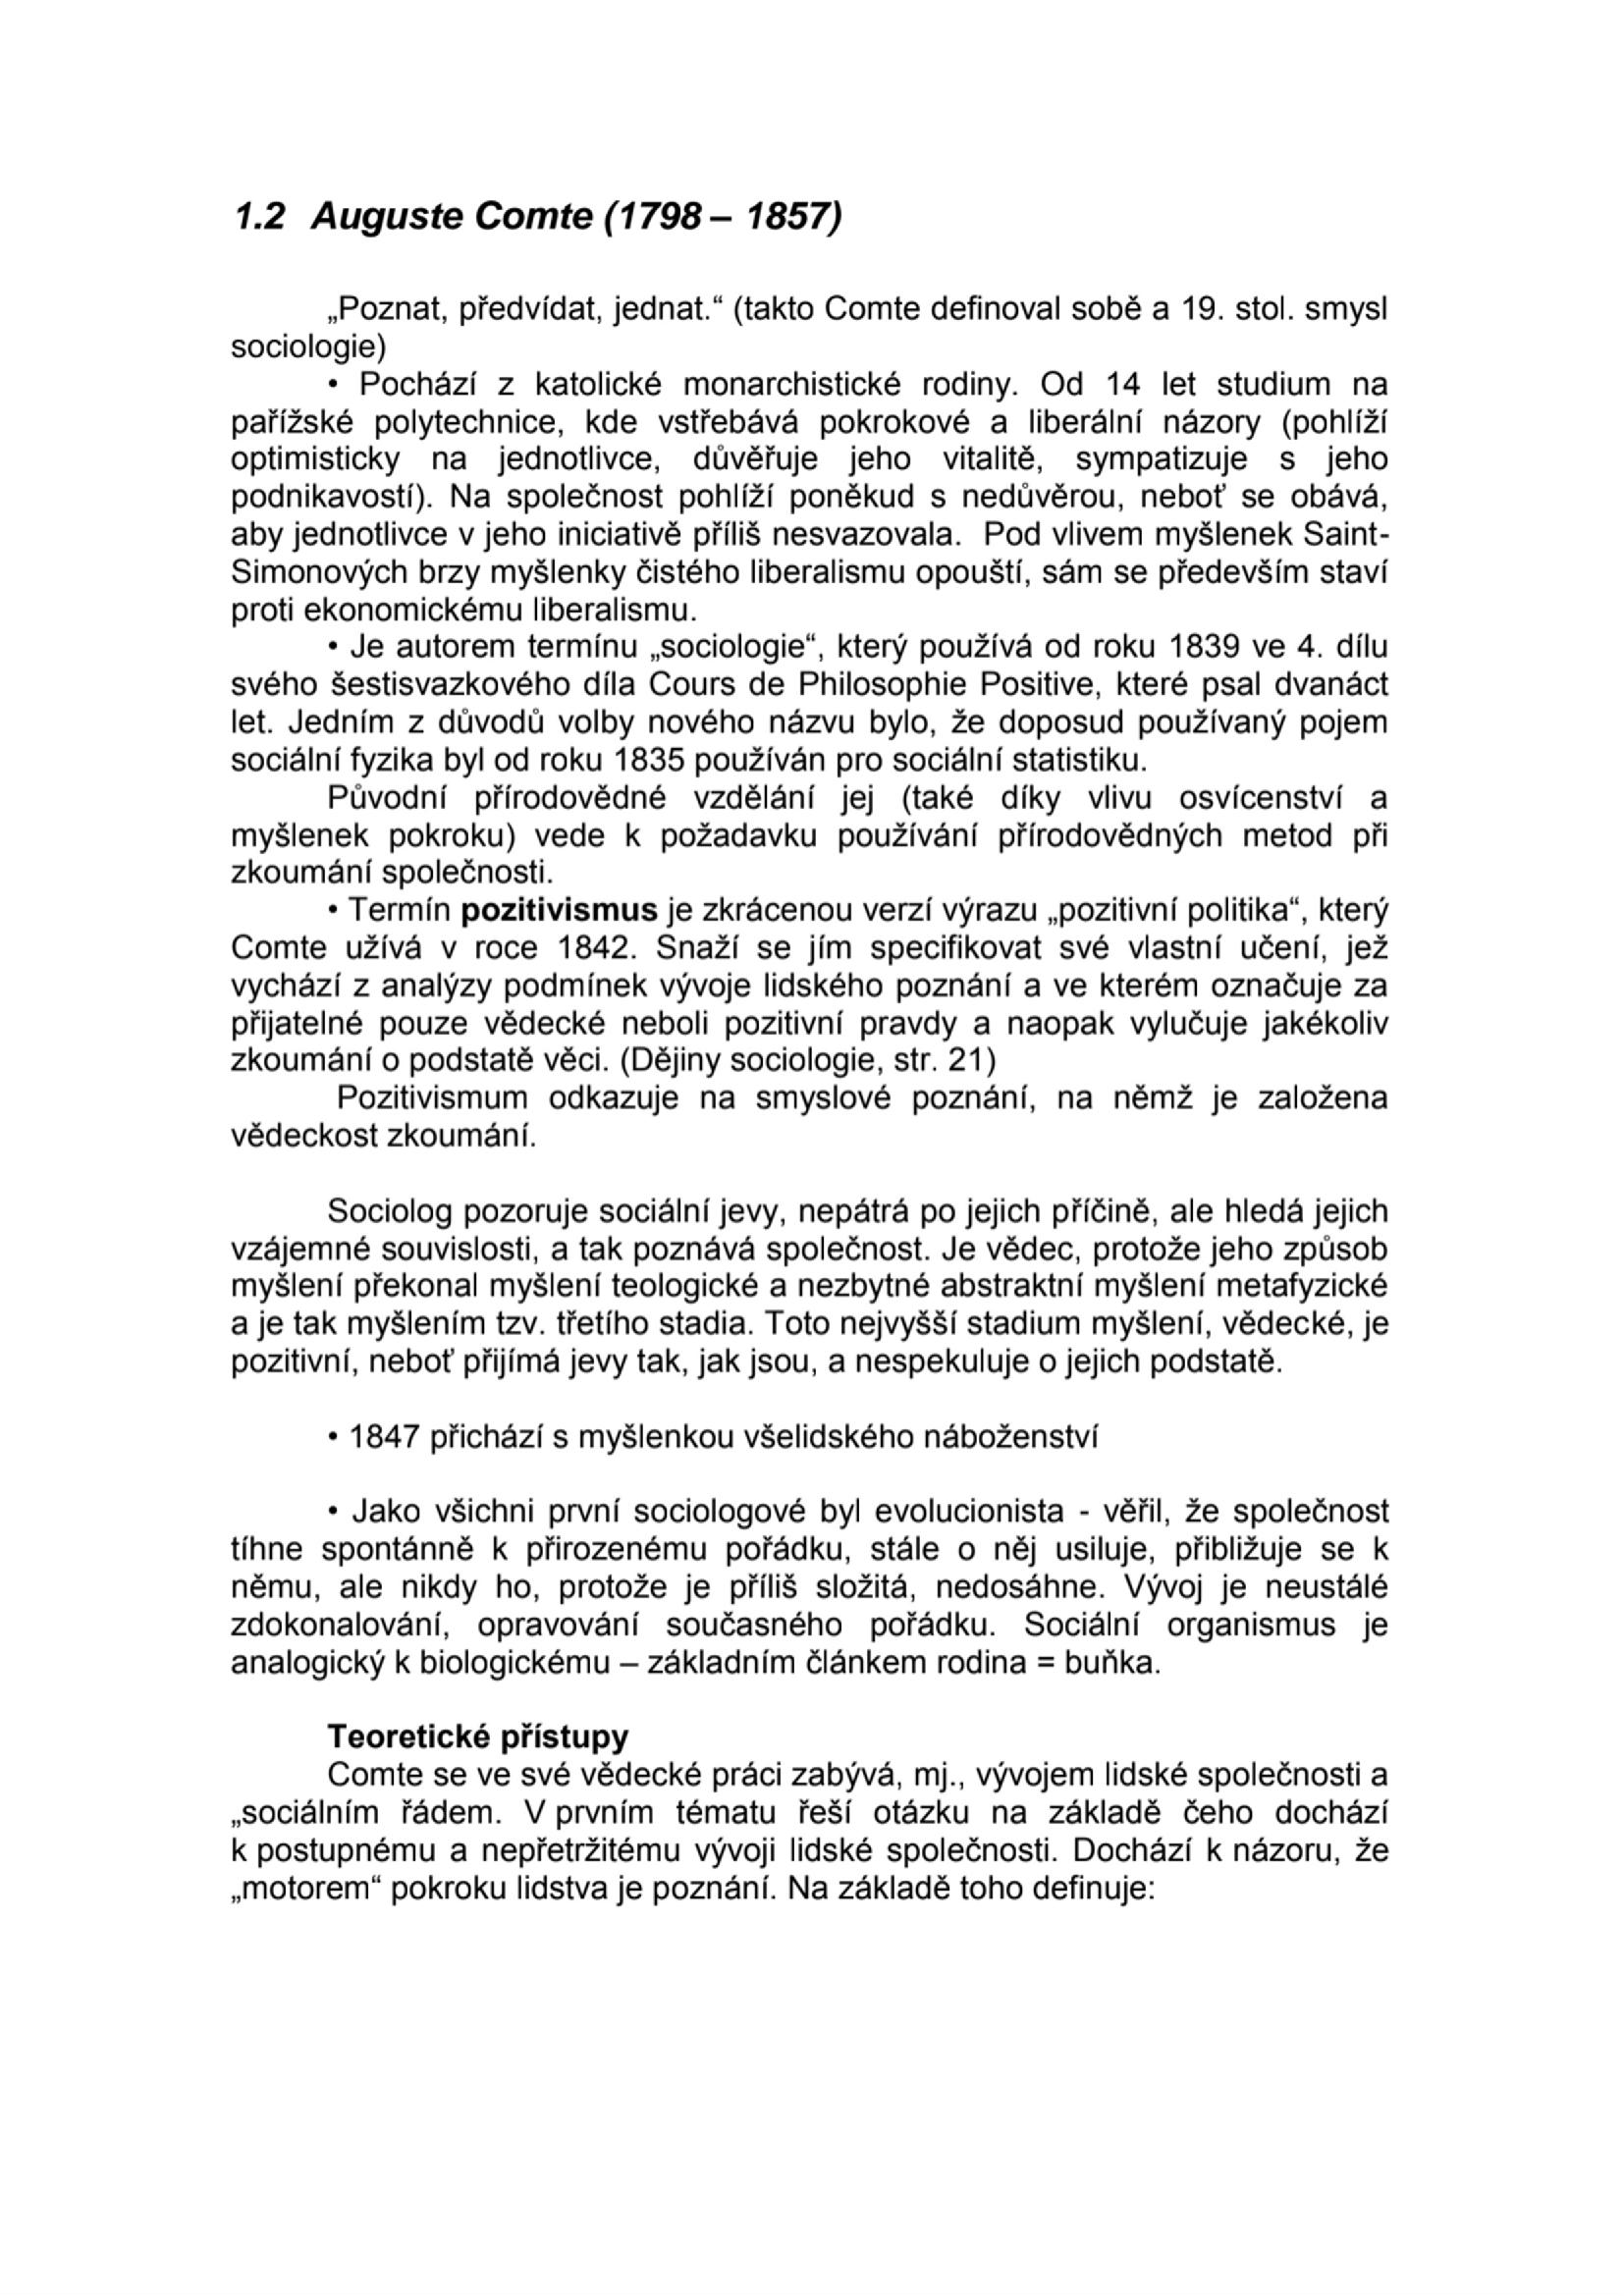 1.2 Auguste Comte (1798 – 1857)
„Poznat, předvídat, jednat.“ (takto Comte definoval sobě a 19. stol. smysl
sociologie)
• Pochází z katolické monarchistické rodiny. Od 14 let studium na
pařížské polytechnice, kde vstřebává pokrokové a liberální názory (pohlíží
optimisticky na jednotlivce, důvěřuje jeho vitalitě, sympatizuje s jeho
podnikavostí). Na společnost pohlíží poněkud s nedůvěrou, neboť se obává,
aby jednotlivce v jeho iniciativě příliš nesvazovala. Pod vlivem myšlenek Saint-
Simonových brzy myšlenky čistého liberalismu opouští, sám se především staví
proti ekonomickému liberalismu.
• Je autorem termínu „sociologie“, který používá od roku 1839 ve 4. dílu
svého šestisvazkového díla Cours de Philosophie Positive, které psal dvanáct
let. Jedním z důvodů volby nového názvu bylo, že doposud používaný pojem
sociální fyzika byl od roku 1835 používán pro sociální statistiku.
Původní přírodovědné vzdělání jej (také díky vlivu osvícenství a
myšlenek pokroku) vede k požadavku používání přírodovědných metod při
zkoumání společnosti.
• Termín pozitivismus je zkrácenou verzí výrazu „pozitivní politika“, který
Comte užívá v roce 1842. Snaží se jím specifikovat své vlastní učení, jež
vychází z analýzy podmínek vývoje lidského poznání a ve kterém označuje za
přijatelné pouze vědecké neboli pozitivní pravdy a naopak vylučuje jakékoliv
zkoumání o podstatě věci. (Dějiny sociologie, str. 21)
Pozitivismum odkazuje na smyslové poznání, na němž je založena
vědeckost zkoumání.
Sociolog pozoruje sociální jevy, nepátrá po jejich příčině, ale hledá jejich
vzájemné souvislosti, a tak poznává společnost. Je vědec, protože jeho způsob
myšlení překonal myšlení teologické a nezbytné abstraktní myšlení metafyzické
a je tak myšlením tzv. třetího stadia. Toto nejvyšší stadium myšlení, vědecké, je
pozitivní, neboť přijímá jevy tak, jak jsou, a nespekuluje o jejich podstatě.
• 1847 přichází s myšlenkou všelidského náboženství
• Jako všichni první sociologové byl evolucionista - věřil, že společnost
tíhne spontánně k přirozenému pořádku, stále o něj usiluje, přibližuje se k
němu, ale nikdy ho, protože je příliš složitá, nedosáhne. Vývoj je neustálé
zdokonalování, opravování současného pořádku. Sociální organismus je
analogický k biologickému – základním článkem rodina = buňka.
Teoretické přístupy
Comte se ve své vědecké práci zabývá, mj., vývojem lidské společnosti a
„sociálním řádem. V prvním tématu řeší otázku na základě čeho dochází
k postupnému a nepřetržitému vývoji lidské společnosti. Dochází k názoru, že
„motorem“ pokroku lidstva je poznání. Na základě toho definuje: